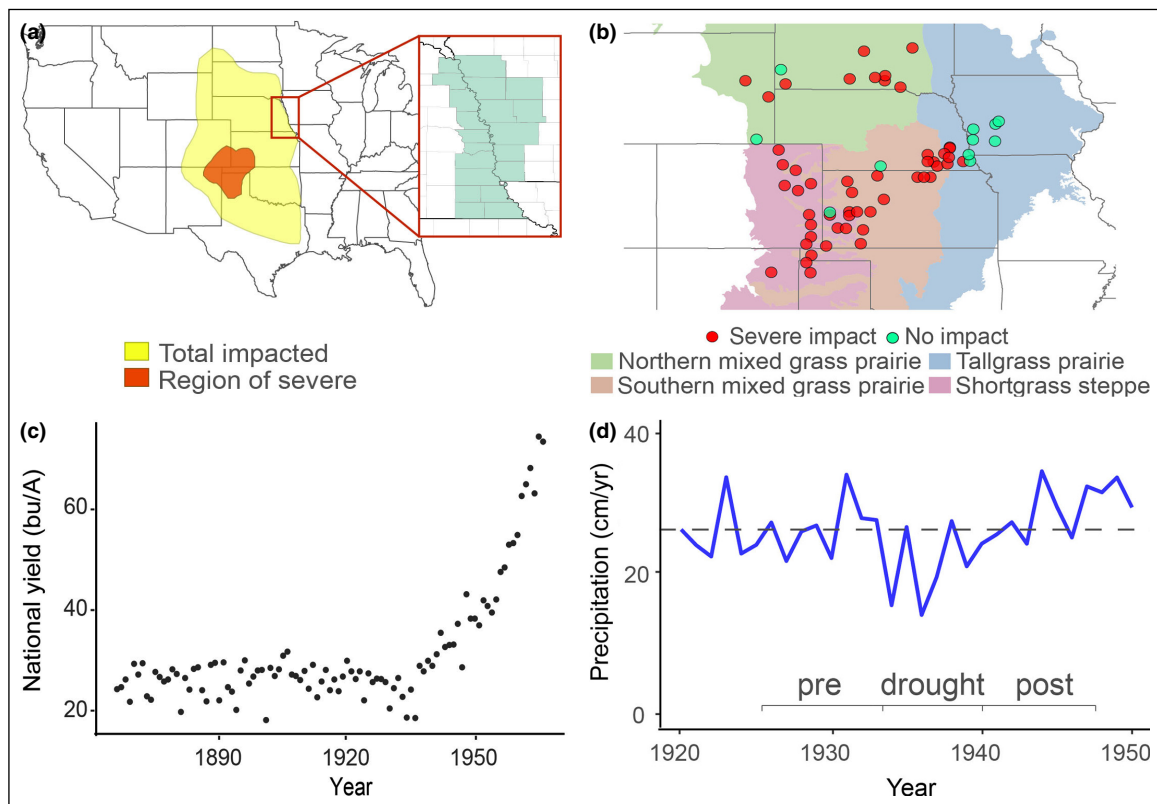 (a)
Total impacted
Region of severe
(b)
Severe impact
No impact
Northern mixed grass prairie
Tallgrass prairie
Southern mixed grass prairie
Shortgrass steppe
(c)
National yield (bu/A)
60
40
20
1890
1920
1950
Year
(d)
Precipitation (cm/yr)
40
20
0
pre
drought
post
1920
1930
1940
1950
Year